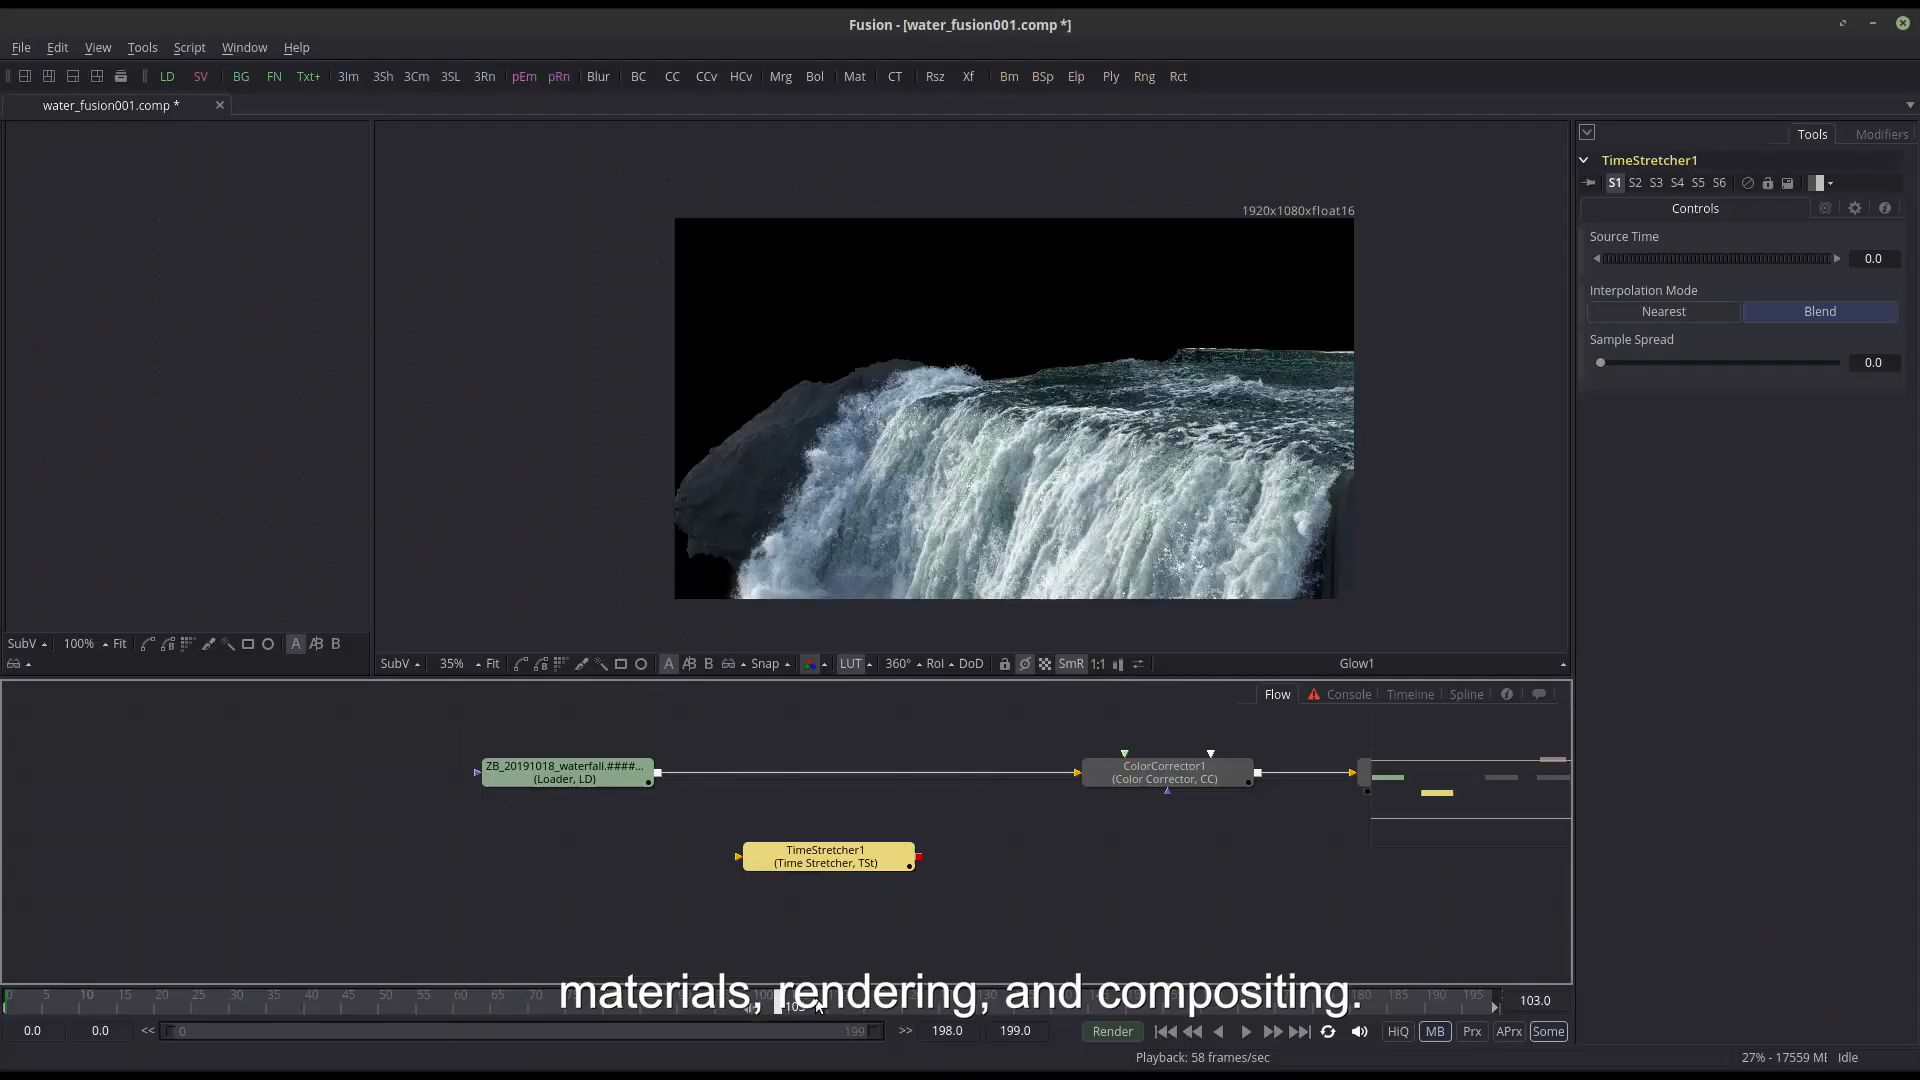 Fusion - [water_fusion001.comp *]
File Edit View Tools Script Window Help
LD SV BG FN Txt+ 3Im 3Sh 3Cm 3SL 3Rn pEm pRn Blur BC CC CCv HCv Mrg Bol Mat CT Rsz Xf Bm BSp Elp Ply Rng Rct
water_fusion001.comp *
Tools Modifiers
TimeStretcher1
S1 S2 S3 S4 S5 S6
Controls
1920x1080xfloat16
Source Time
0.0
Interpolation Mode
Nearest Blend
Sample Spread
0.0
SubV 100% Fit A B
SubV 35% Fit A B Snap LUT 360° RoI DoD SmR 1:1 Glow1
Flow Console Timeline Spline
ZB_20191018_waterfall.####...
(Loader, LD)
ColorCorrector1
(Color Corrector, CC)
TimeStretcher1
(Time Stretcher, TSt)
materials, rendering, and compositing.
0 5 10 15 20 25 30 35 40 45 50 55 60 65 70 100 130 185 190 195 103.0
0.0 0.0 << 0 199 >> 198.0 199.0 Render HiQ MB Prx APrx Some
Playback: 58 frames/sec 27% - 17559 Idle